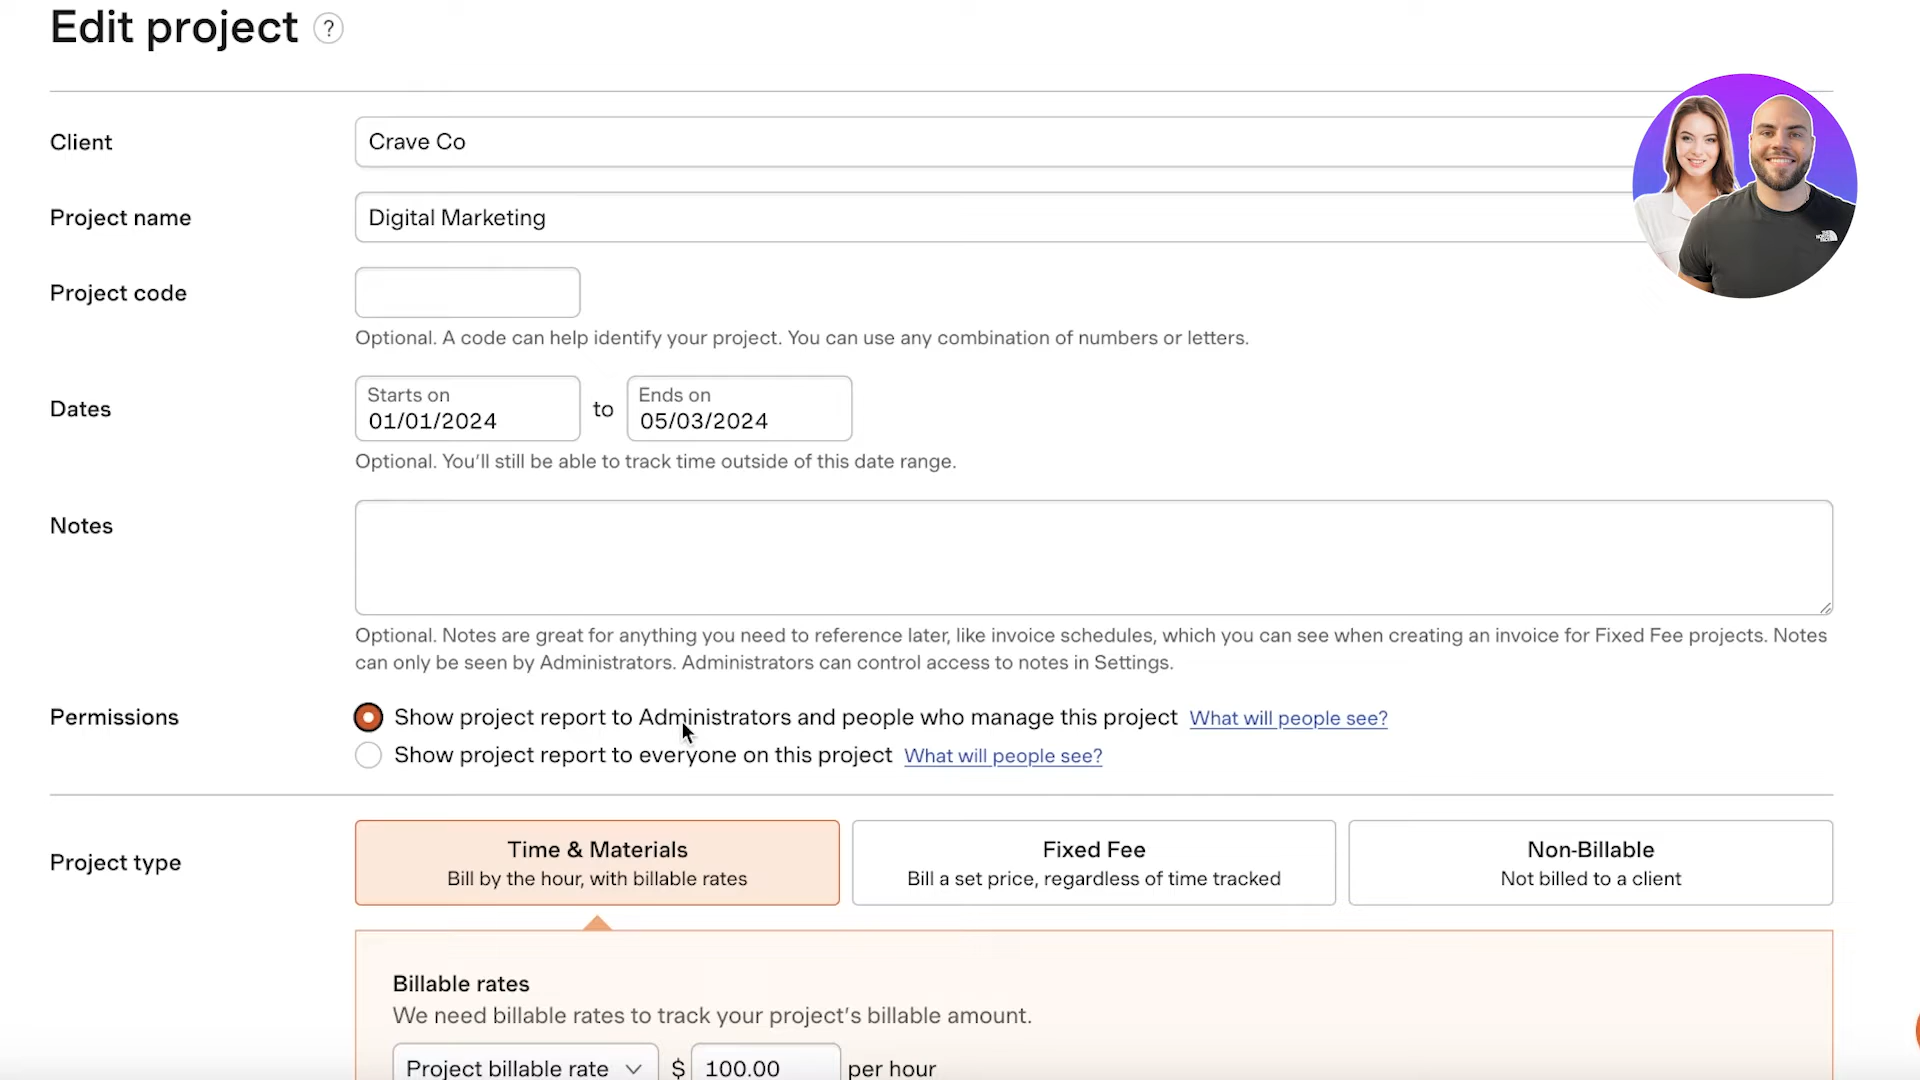 Edit project ?
Client
Crave Co
Project name
Digital Marketing
Project code
Optional. A code can help identify your project. You can use any combination of numbers or letters.
Dates
Starts on
01/01/2024
to
Ends on
05/03/2024
Optional. You’ll still be able to track time outside of this date range.
Notes
Optional. Notes are great for anything you need to reference later, like invoice schedules, which you can see when creating an invoice for Fixed Fee projects. Notes
can only be seen by Administrators. Administrators can control access to notes in Settings.
Permissions
Show project report to Administrators and people who manage this project What will people see?
Show project report to everyone on this project What will people see?
Project type
Time & Materials
Bill by the hour, with billable rates
Fixed Fee
Bill a set price, regardless of time tracked
Non-Billable
Not billed to a client
Billable rates
We need billable rates to track your project’s billable amount.
Project billable rate $ 100.00 per hour